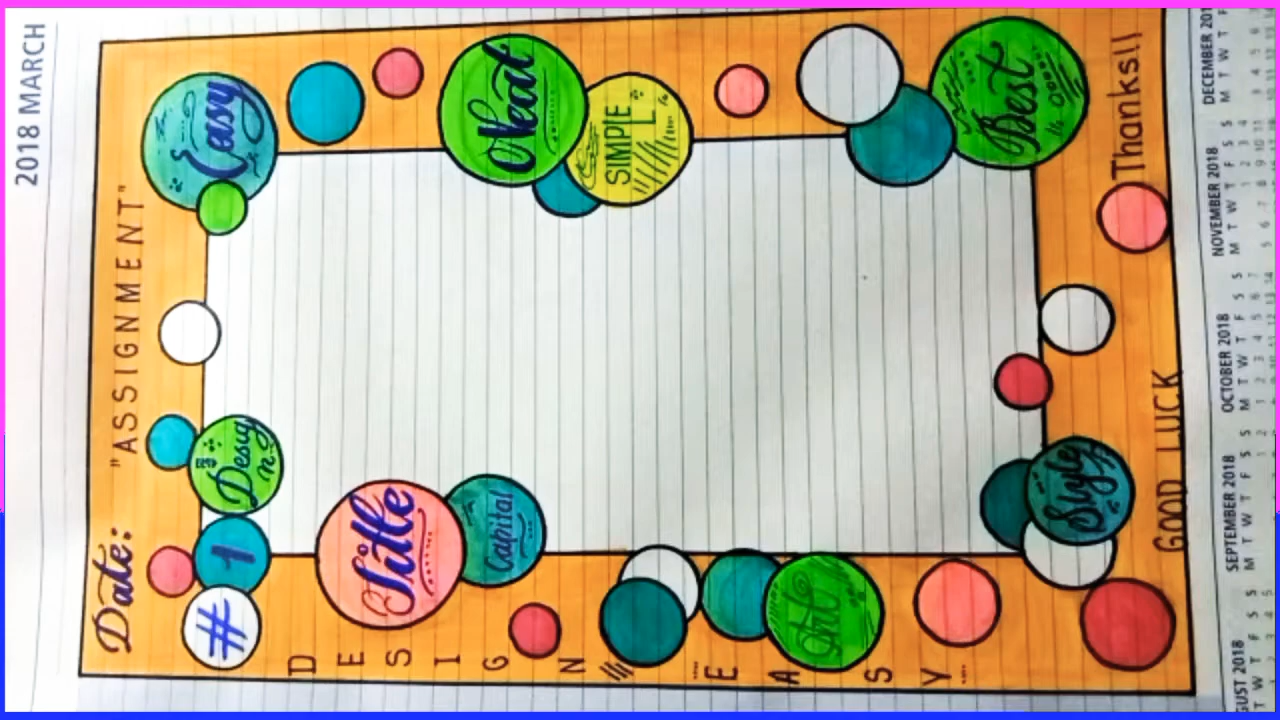 2018 MARCH
Date: "ASSIGNMENT"
# 1 Design Easy
DESIGN EASY
Title
Capital
Neat
SIMPLE
Art
Style
Best
Thanks!!
GOOD LUCK
SEPTEMBER 2018 OCTOBER 2018 NOVEMBER 2018 DECEMBER 201
M T W T F S S M T W T F S S M T W T F S S M T W T F